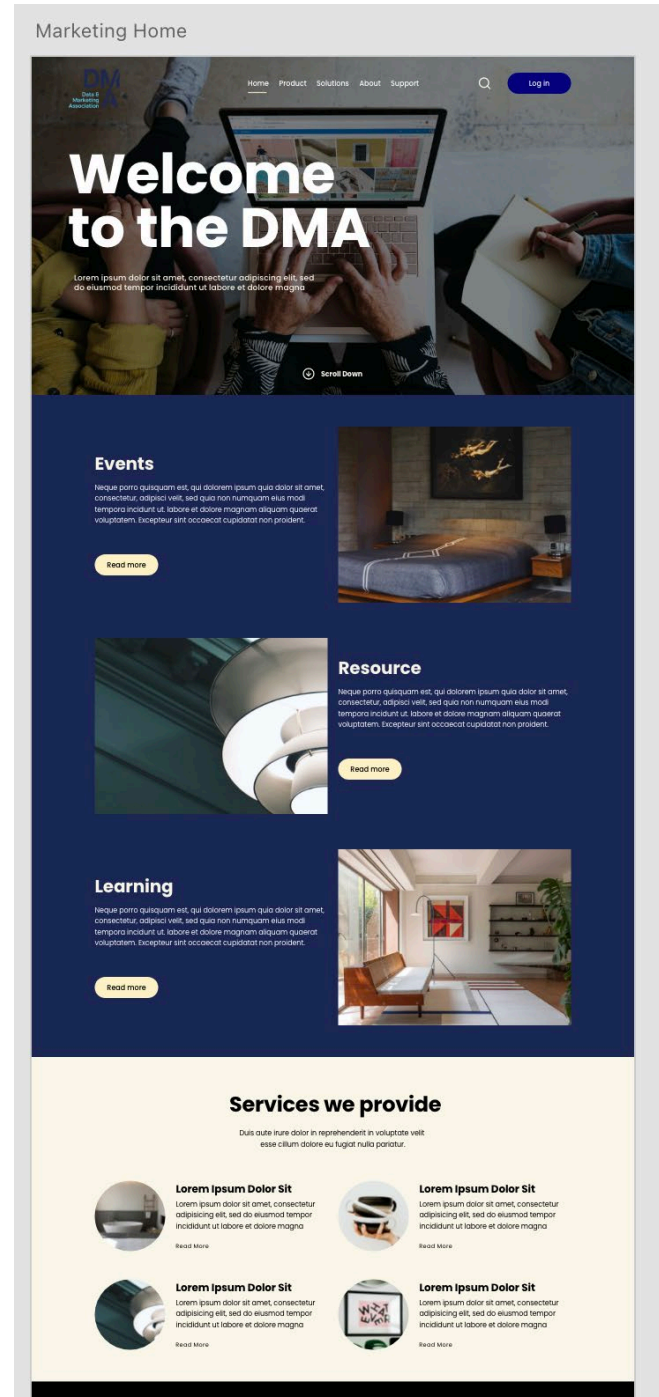 Marketing Home
DM
Data &
Marketing
Association
Home Product Solutions About Support
Log in
Welcome
to the DMA
Lorem ipsum dolor sit amet, consectetur adipiscing elit, sed
do eiusmod tempor incididunt ut labore et dolore magna
Scroll Down
Events
Neque porro quisquam est, qui dolorem ipsum quia dolor sit amet,
consectetur, adipisci velit, sed quia non numquam eius modi
tempora incidunt ut labore et dolore magnam aliquam quaerat
voluptatem. Excepteur sint occaecat cupidatat non proident.
Read more
Resource
Neque porro quisquam est, qui dolorem ipsum quia dolor sit amet,
consectetur, adipisci velit, sed quia non numquam eius modi
tempora incidunt ut labore et dolore magnam aliquam quaerat
voluptatem. Excepteur sint occaecat cupidatat non proident.
Read more
Learning
Neque porro quisquam est, qui dolorem ipsum quia dolor sit amet,
consectetur, adipisci velit, sed quia non numquam eius modi
tempora incidunt ut labore et dolore magnam aliquam quaerat
voluptatem. Excepteur sint occaecat cupidatat non proident.
Read more
Services we provide
Duis aute irure dolor in reprehenderit in voluptate velit
esse cillum dolore eu fugiat nulla pariatur.
Lorem Ipsum Dolor Sit
Lorem ipsum dolor sit amet, consectetur
adipisicing elit, sed do eiusmod tempor
incididunt ut labore et dolore magna
Read More
Lorem Ipsum Dolor Sit
Lorem ipsum dolor sit amet, consectetur
adipisicing elit, sed do eiusmod tempor
incididunt ut labore et dolore magna
Read More
Lorem Ipsum Dolor Sit
Lorem ipsum dolor sit amet, consectetur
adipisicing elit, sed do eiusmod tempor
incididunt ut labore et dolore magna
Read More
Lorem Ipsum Dolor Sit
Lorem ipsum dolor sit amet, consectetur
adipisicing elit, sed do eiusmod tempor
incididunt ut labore et dolore magna
Read More